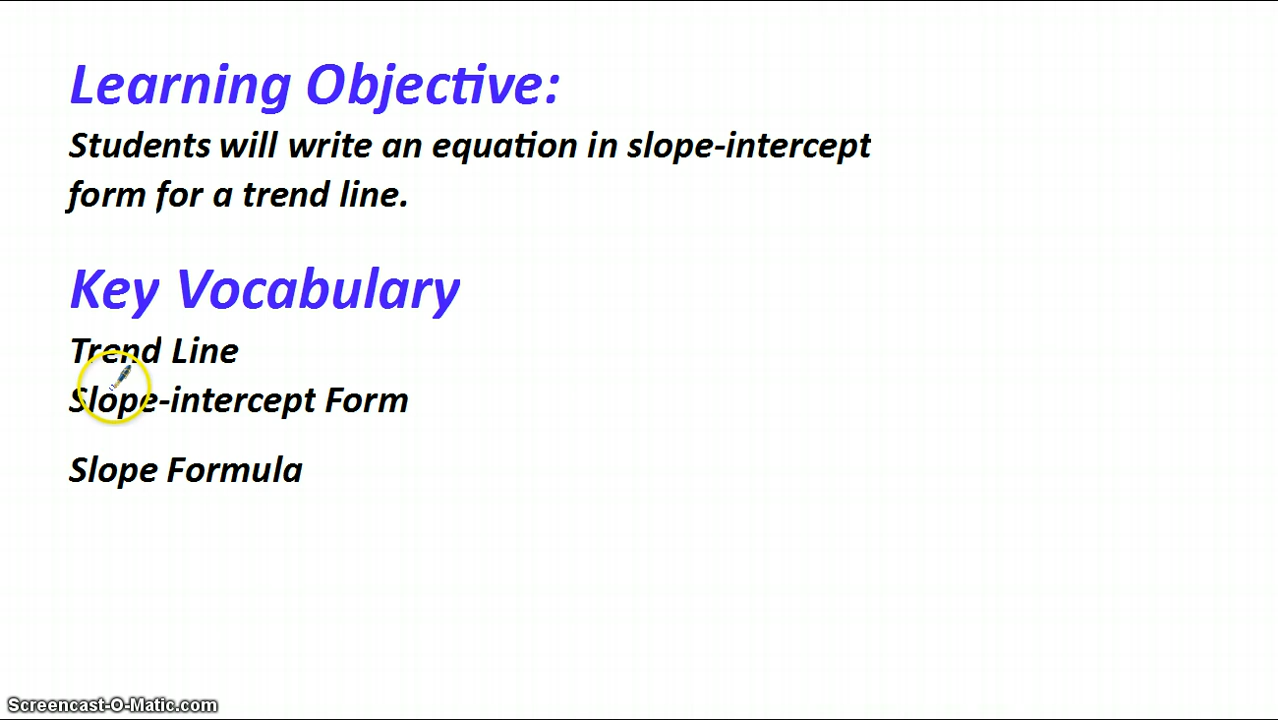 Learning Objective:
Students will write an equation in slope-intercept
form for a trend line.
Key Vocabulary
Trend Line
Slope-intercept Form
Slope Formula
Screencast-O-Matic.com